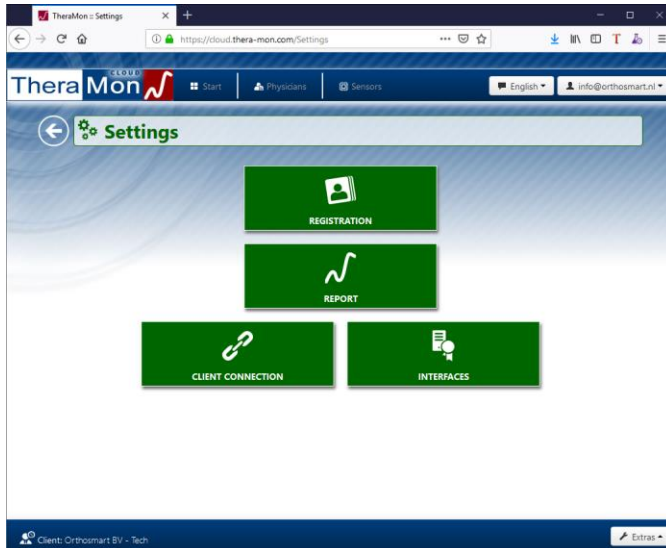 TheraMon :: Settings
https://cloud.thera-mon.com/Settings
CLOUD
TheraMon
Start
Physicians
Sensors
English
info@orthosmart.nl
Settings
REGISTRATION
REPORT
CLIENT CONNECTION
INTERFACES
Client: Orthosmart BV - Tech
Extras